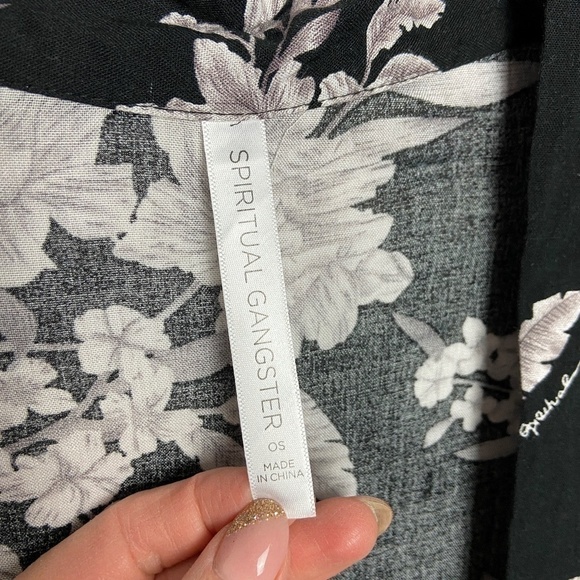 SPIRITUAL GANGSTER
OS
MADE
IN CHINA